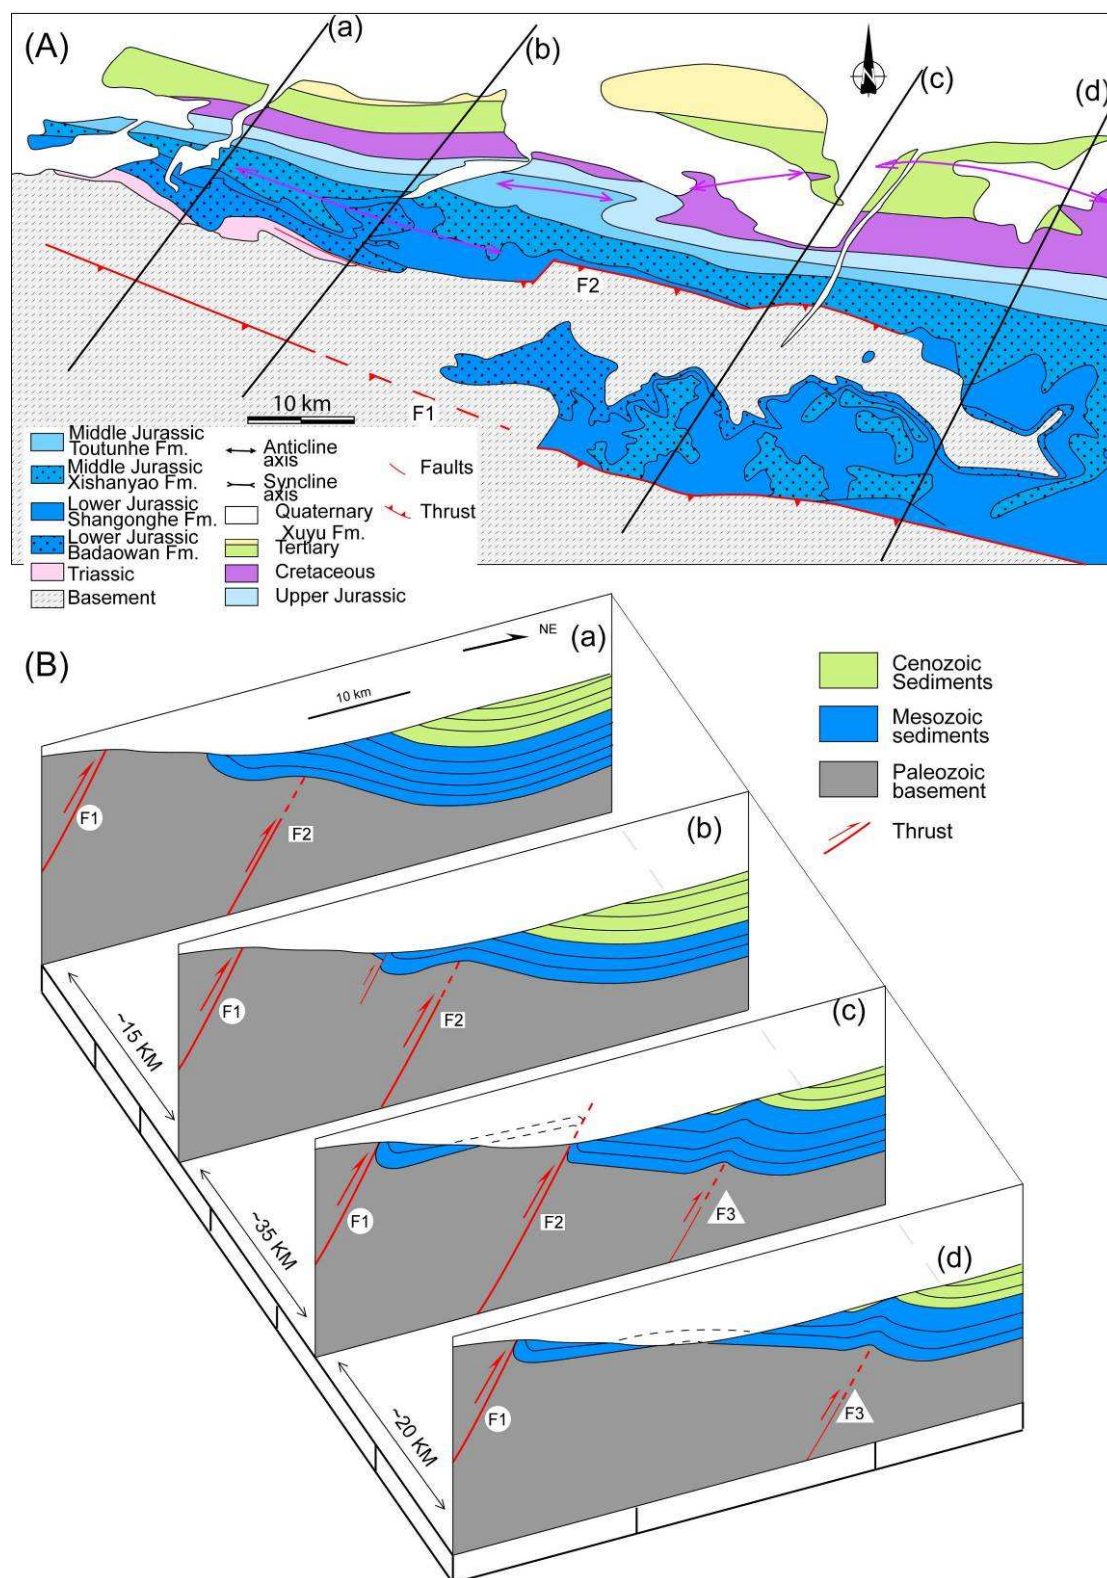 (A)
(a)
(b)
N
(c)
(d)
F2
F1
10 km
Middle Jurassic
Toutunhe Fm.
Middle Jurassic
Xishanyao Fm.
Lower Jurassic
Shangonghe Fm.
Lower Jurassic
Badaowan Fm.
Triassic
Basement
Anticline
axis
Syncline
axis
Quaternary
Xuyu Fm.
Tertiary
Cretaceous
Upper Jurassic
Faults
Thrust
(B)
(a)
NE
10 km
F1
F2
Cenozoic
Sediments
Mesozoic
sediments
Paleozoic
basement
Thrust
(b)
F1
F2
~15 KM
(c)
F1
F2
F3
~35 KM
(d)
F1
F3
~20 KM